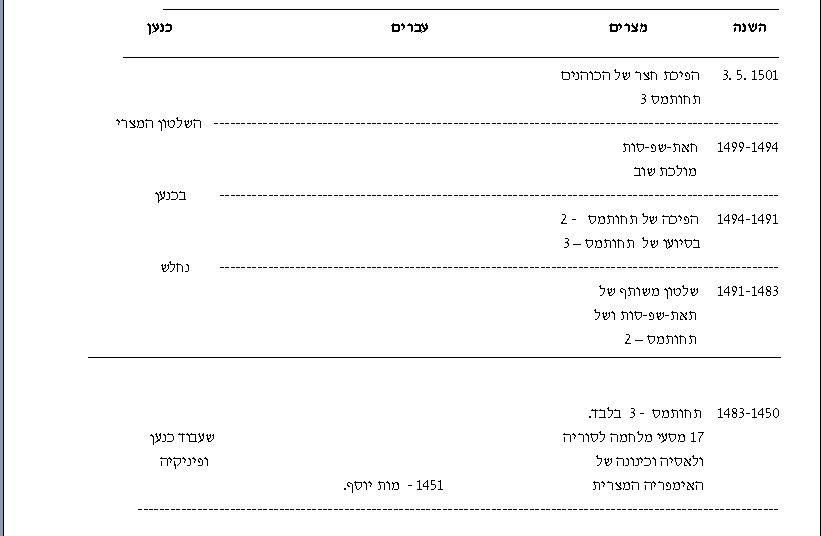 השנה מצרים עברים כנען
3. 5. 1501 הפיכת חצר של הכוהנים
תחותמס 3
השלטון המצרי
1499-1494 חאת-שפ-סות
מולכת שוב
בכנען
1494-1491 הפיכה של תחותמס - 2
בסיועו של תחותמס – 3
נחלש
1491-1483 שלטון משותף של
תאת-שפ-סות ושל
תחותמס – 2
1483-1450 תחותמס - 3 בלבד.
17 מסעי מלחמה לסוריה שעבוד כנען
ולאסיה וכינונה של ופיניקיה
האימפריה המצרית 1451 - מות יוסף.